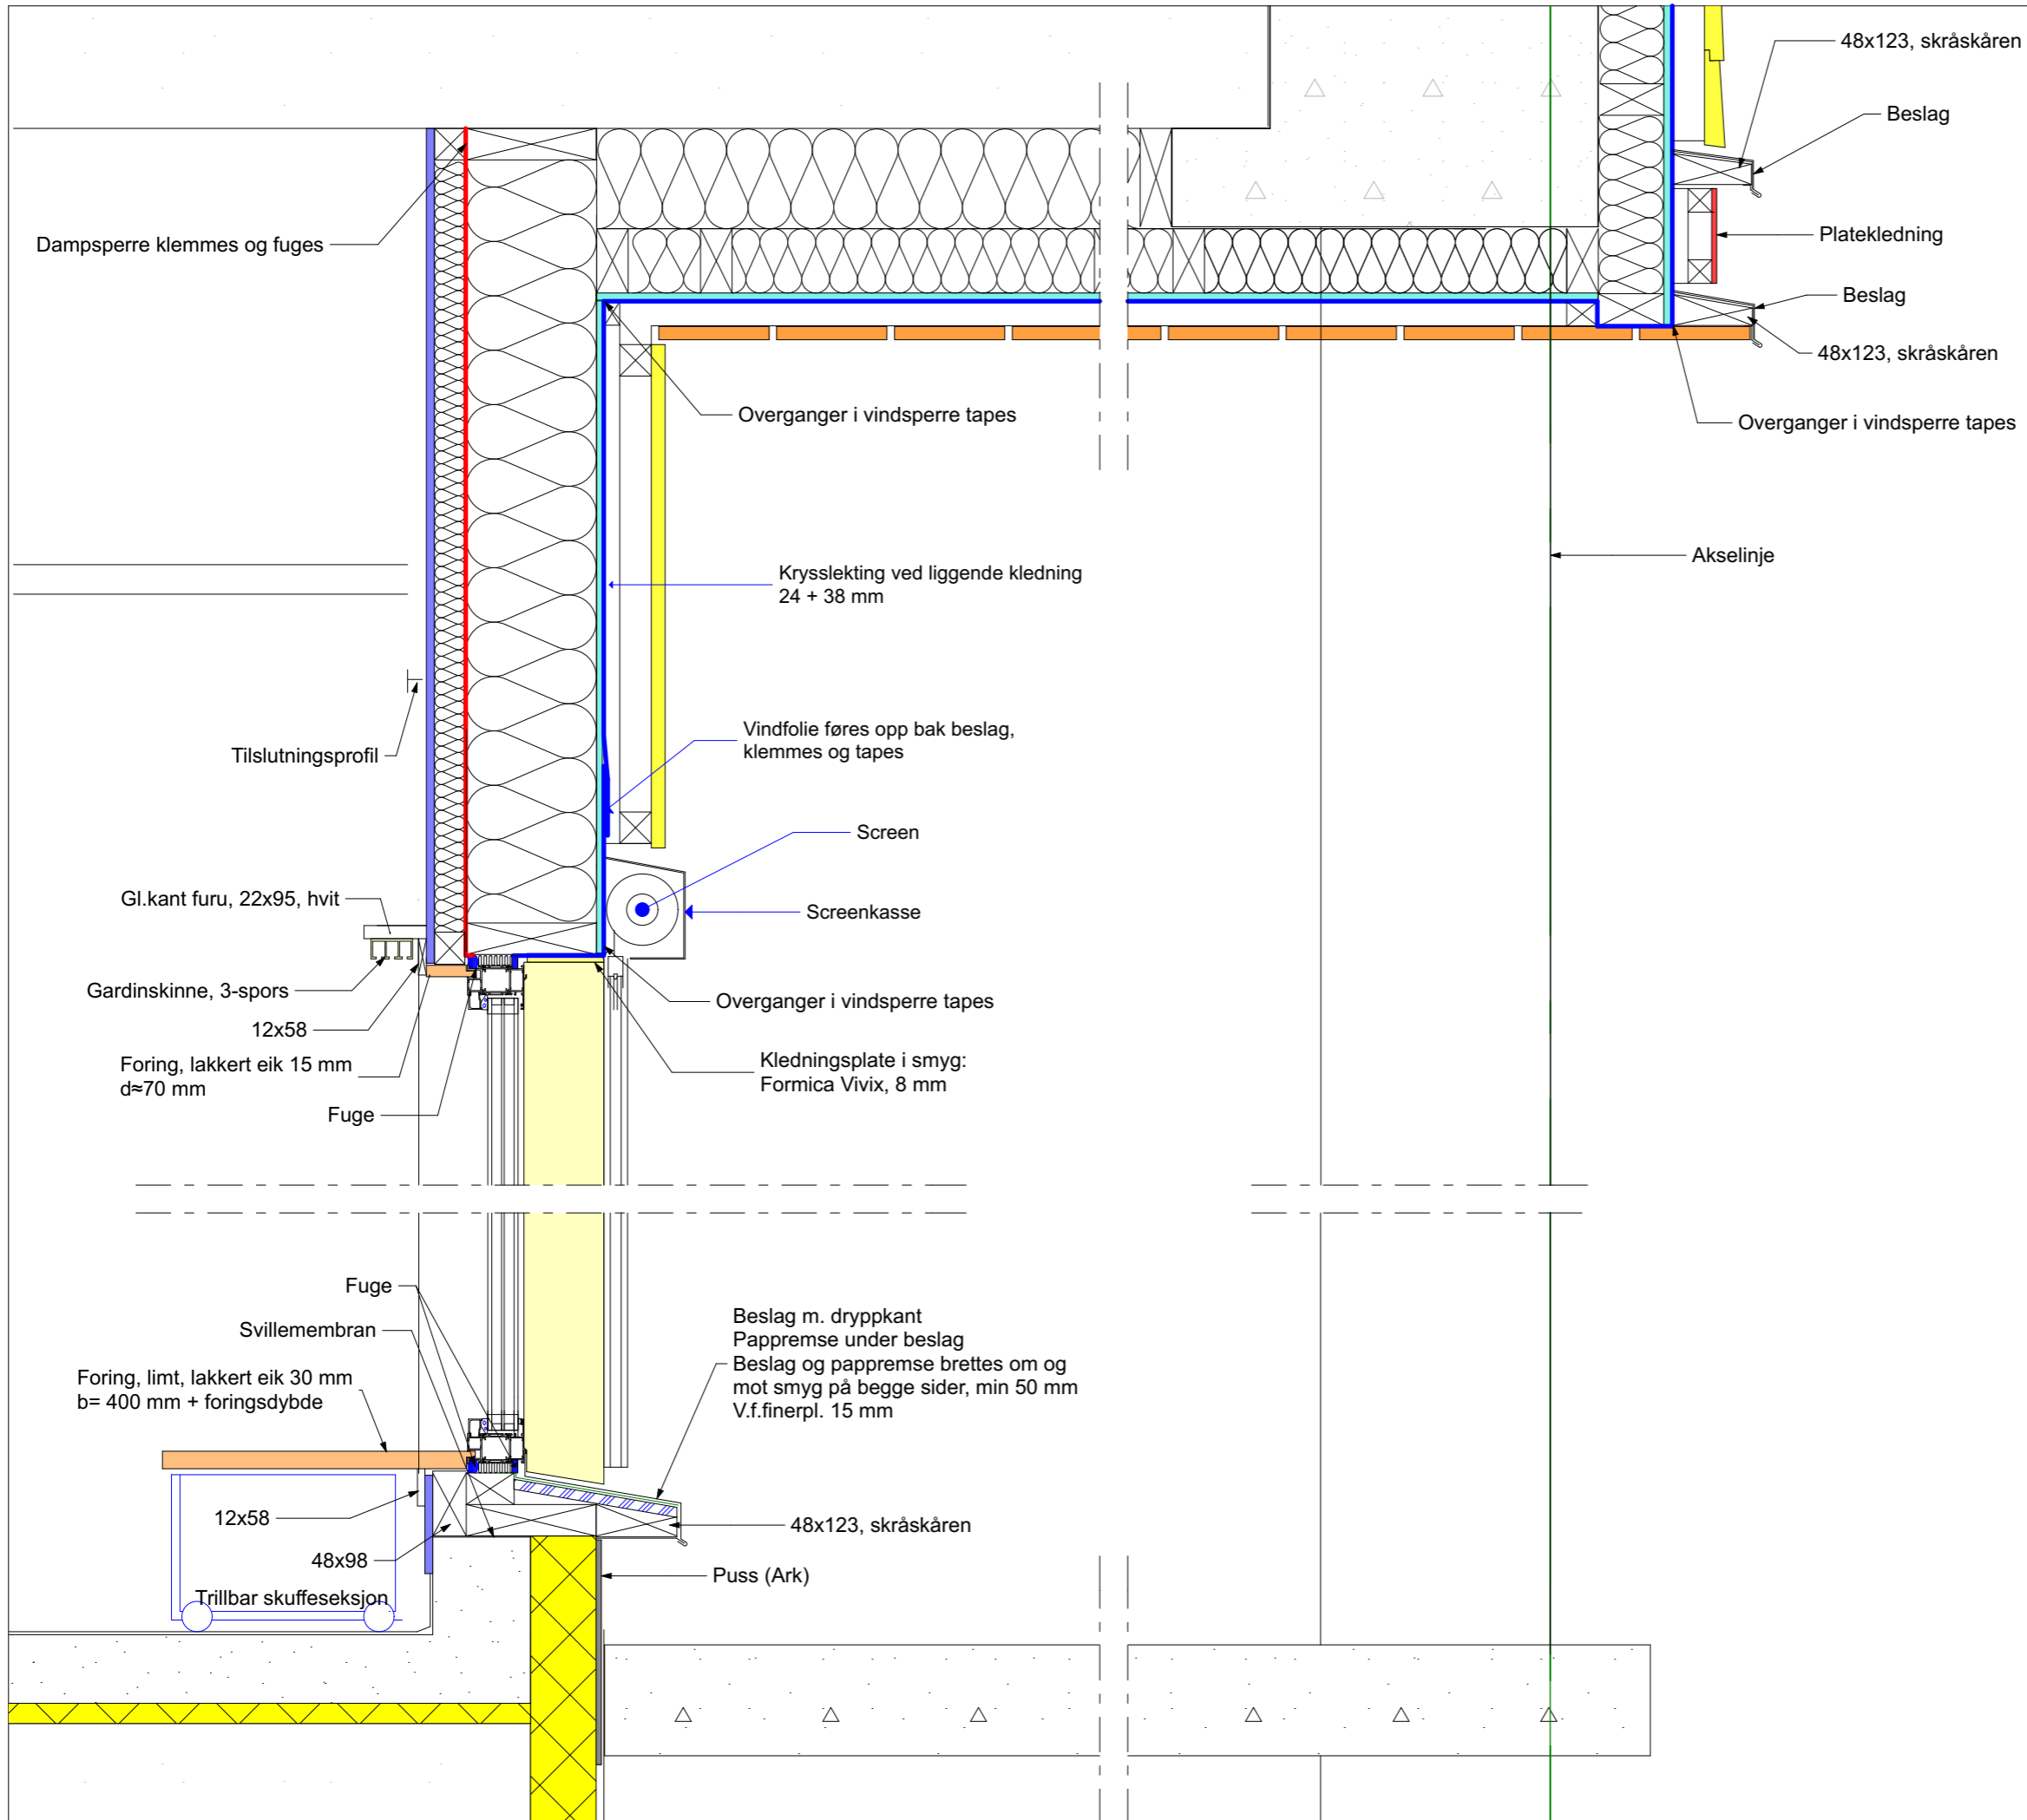 48x123, skråskåren
Beslag
Dampsperre klemmes og fuges
Platekledning
Beslag
48x123, skråskåren
Overganger i vindsperre tapes
Overganger i vindsperre tapes
Akselinje
Krysslekting ved liggende kledning
24 + 38 mm
Vindfolie føres opp bak beslag,
klemmes og tapes
Tilslutningsprofil
Screen
Gl.kant furu, 22x95, hvit
Screenkasse
Gardinskinne, 3-spors
Overganger i vindsperre tapes
12x58
Foring, lakkert eik 15 mm
d≈70 mm
Kledningsplate i smyg:
Formica Vivix, 8 mm
Fuge
Fuge
Svillemembran
Beslag m. dryppkant
Pappremse under beslag
Beslag og pappremse brettes om og
mot smyg på begge sider, min 50 mm
V.f.finerpl. 15 mm
Foring, limt, lakkert eik 30 mm
b= 400 mm + foringsdybde
12x58
48x123, skråskåren
48x98
Puss (Ark)
Trillbar skuffeseksjon